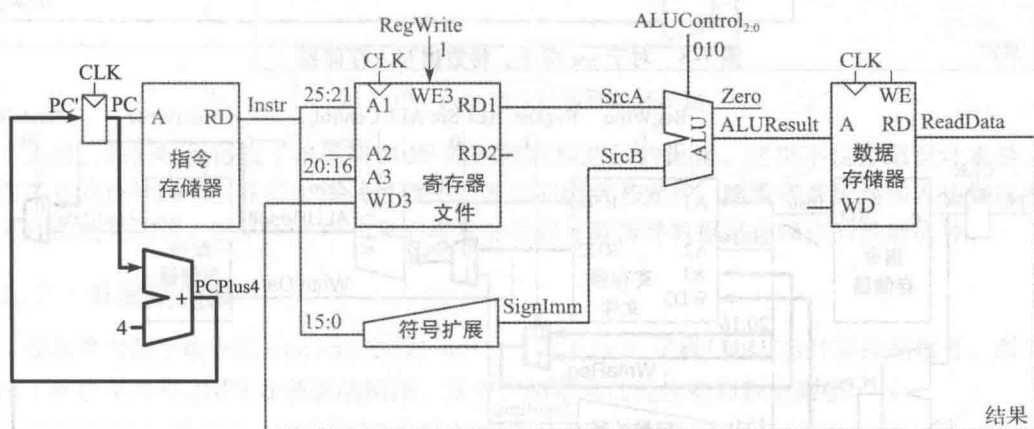 RegWrite
ALUControl2:0
1
010
CLK
PC'
PC
A
RD
指令
存储器
Instr
25:21
CLK
WE3
A1
RD1
20:16
A2
RD2
A3
WD3
寄存器
文件
SrcA
SrcB
ALU
Zero
ALUResult
CLK
WE
A
RD
数据
存储器
WD
ReadData
PCPlus4
+
4
15:0
符号扩展
SignImm
结果